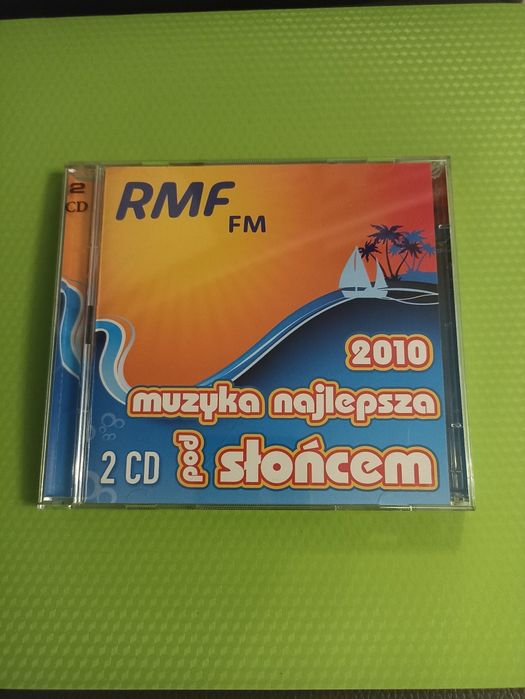 2
CD
RMF
FM
2010
muzyka najlepsza
2 CD pod słońcem